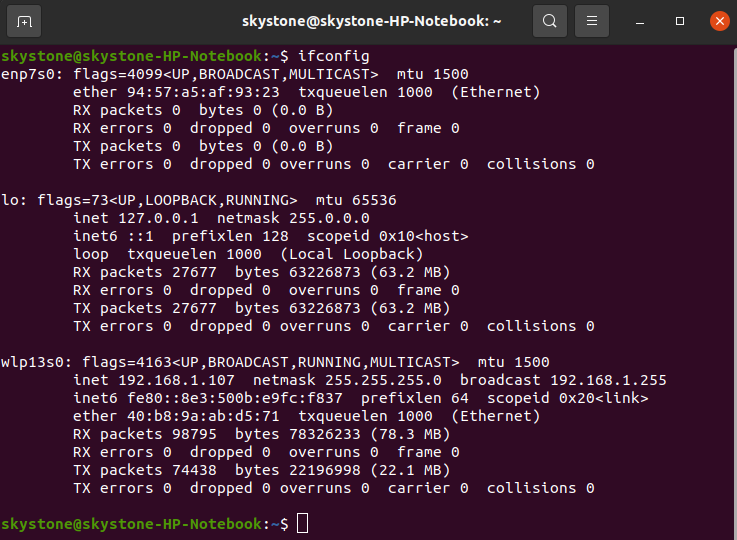 skystone@skystone-HP-Notebook: ~
skystone@skystone-HP-Notebook:~$ ifconfig
enp7s0: flags=4099<UP,BROADCAST,MULTICAST>  mtu 1500
        ether 94:57:a5:af:93:23  txqueuelen 1000  (Ethernet)
        RX packets 0  bytes 0 (0.0 B)
        RX errors 0  dropped 0  overruns 0  frame 0
        TX packets 0  bytes 0 (0.0 B)
        TX errors 0  dropped 0 overruns 0  carrier 0  collisions 0

lo: flags=73<UP,LOOPBACK,RUNNING>  mtu 65536
        inet 127.0.0.1  netmask 255.0.0.0
        inet6 ::1  prefixlen 128  scopeid 0x10<host>
        loop  txqueuelen 1000  (Local Loopback)
        RX packets 27677  bytes 63226873 (63.2 MB)
        RX errors 0  dropped 0  overruns 0  frame 0
        TX packets 27677  bytes 63226873 (63.2 MB)
        TX errors 0  dropped 0 overruns 0  carrier 0  collisions 0

wlp13s0: flags=4163<UP,BROADCAST,RUNNING,MULTICAST>  mtu 1500
        inet 192.168.1.107  netmask 255.255.255.0  broadcast 192.168.1.255
        inet6 fe80::8e3:500b:e9fc:f837  prefixlen 64  scopeid 0x20<link>
        ether 40:b8:9a:ab:d5:71  txqueuelen 1000  (Ethernet)
        RX packets 98795  bytes 78326233 (78.3 MB)
        RX errors 0  dropped 0  overruns 0  frame 0
        TX packets 74438  bytes 22196998 (22.1 MB)
        TX errors 0  dropped 0 overruns 0  carrier 0  collisions 0

skystone@skystone-HP-Notebook:~$